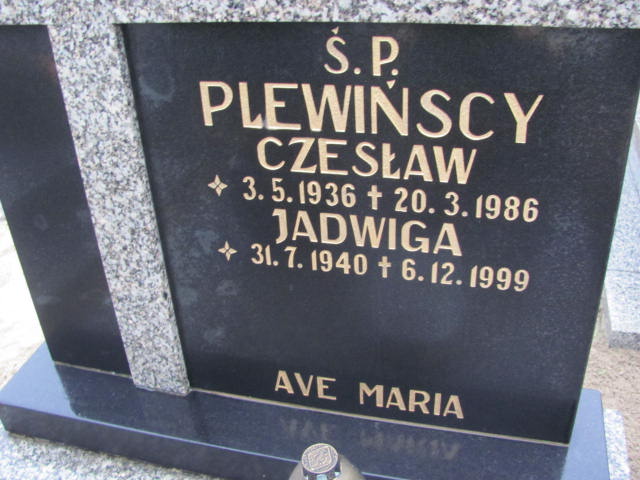 Ś.P.
PLEWIŃSCY
CZESŁAW
3.5.1936 † 20.3.1986
JADWIGA
31.7.1940 † 6.12.1999
AVE MARIA